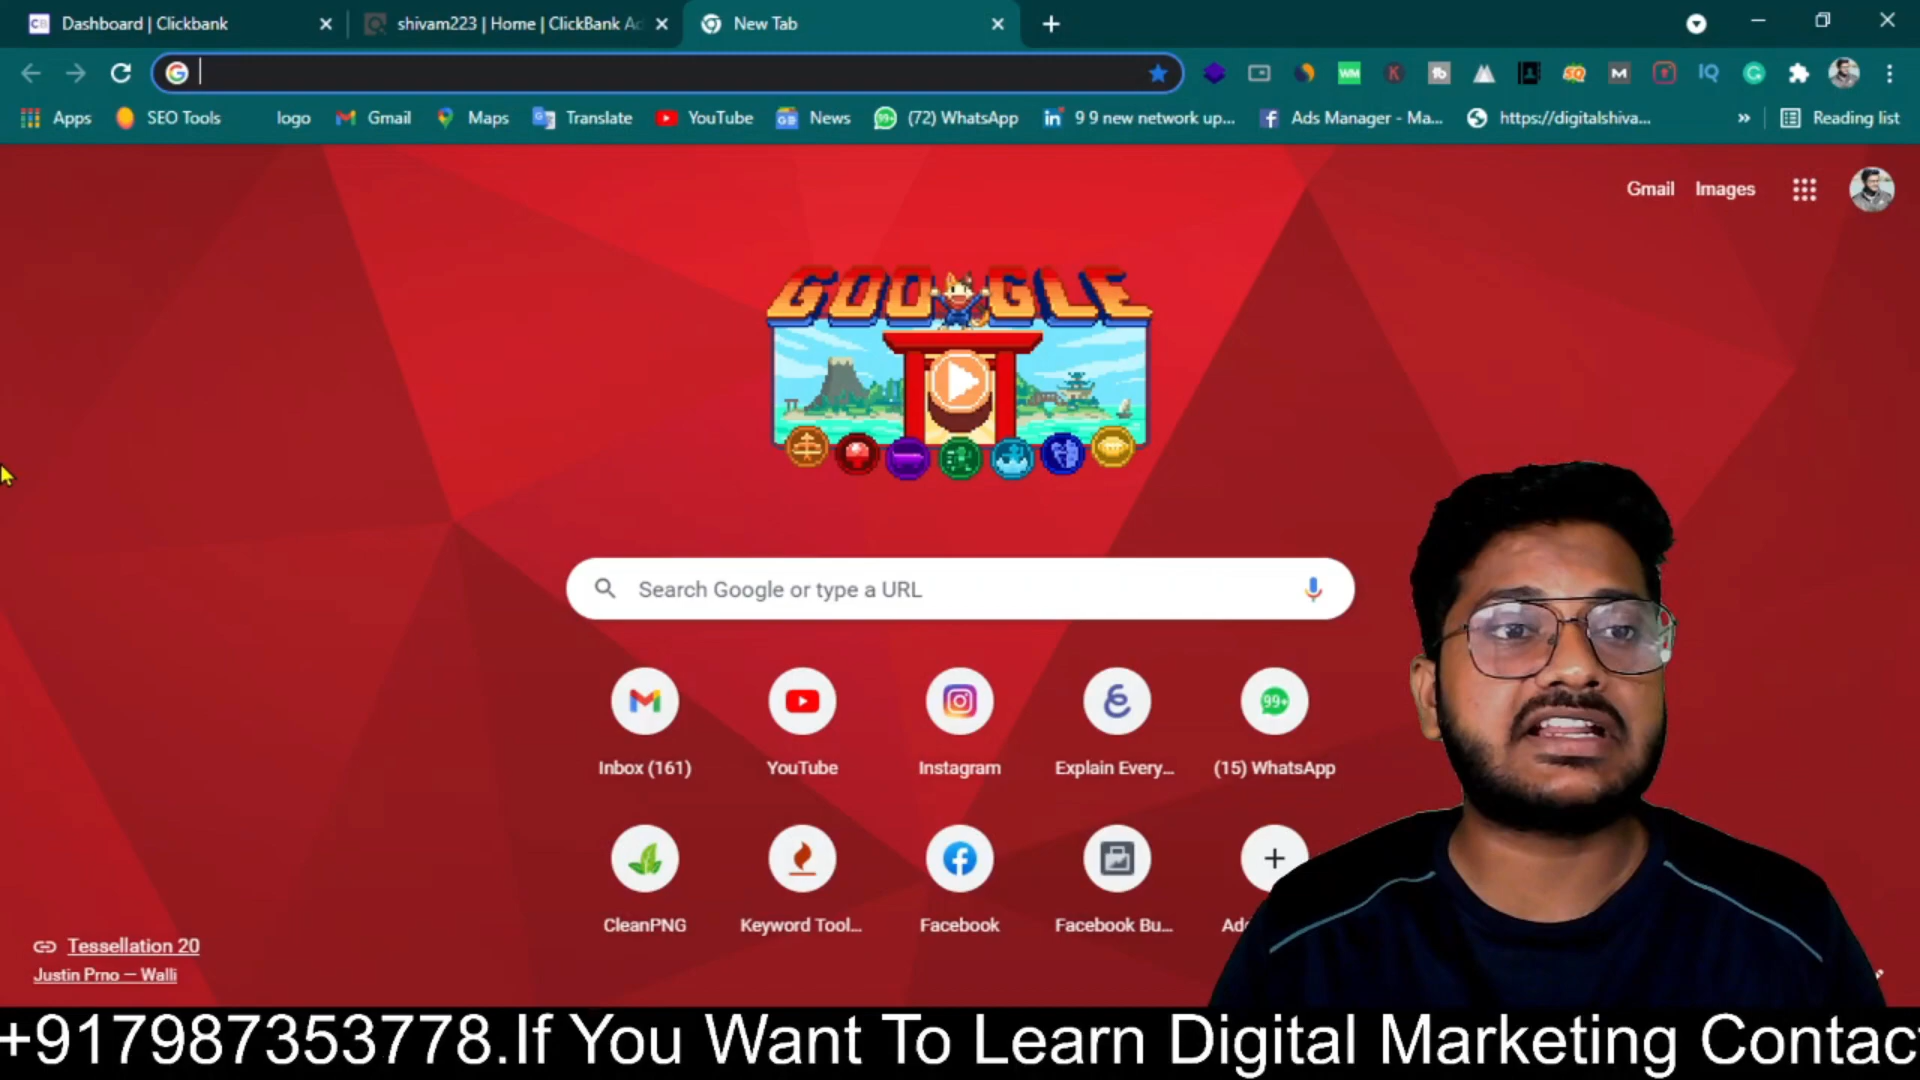 Dashboard | Clickbank
shivam223 | Home | ClickBank Ac
New Tab
Apps
SEO Tools
logo
Gmail
Maps
Translate
YouTube
News
(72) WhatsApp
9 9 new network up...
Ads Manager - Ma...
https://digitalshiva...
»
Reading list
Gmail
Images
GOOGLE
Search Google or type a URL
99+
Inbox (161)
YouTube
Instagram
Explain Every...
(15) WhatsApp
CleanPNG
Keyword Tool...
Facebook
Facebook Bu...
Tessellation 20
Justin Prno — Walli
+917987353778.If You Want To Learn Digital Marketing Contac